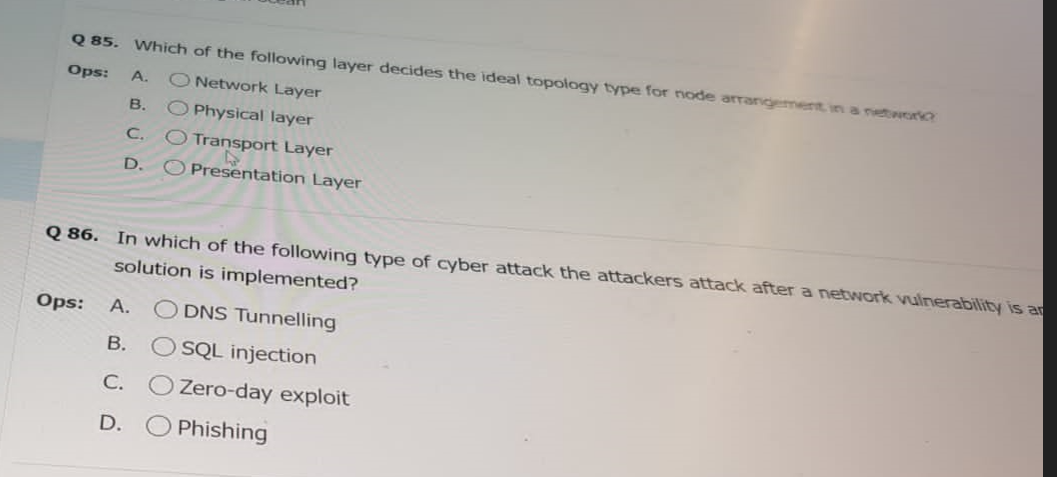 Q 85. Which of the following layer decides the ideal topology type for node arrangement in a network?
Ops: A. Network Layer
B. Physical layer
C. Transport Layer
D. Presentation Layer
Q 86. In which of the following type of cyber attack the attackers attack after a network vulnerability is
solution is implemented?
Ops: A. DNS Tunnelling
B. SQL injection
C. Zero-day exploit
D. Phishing